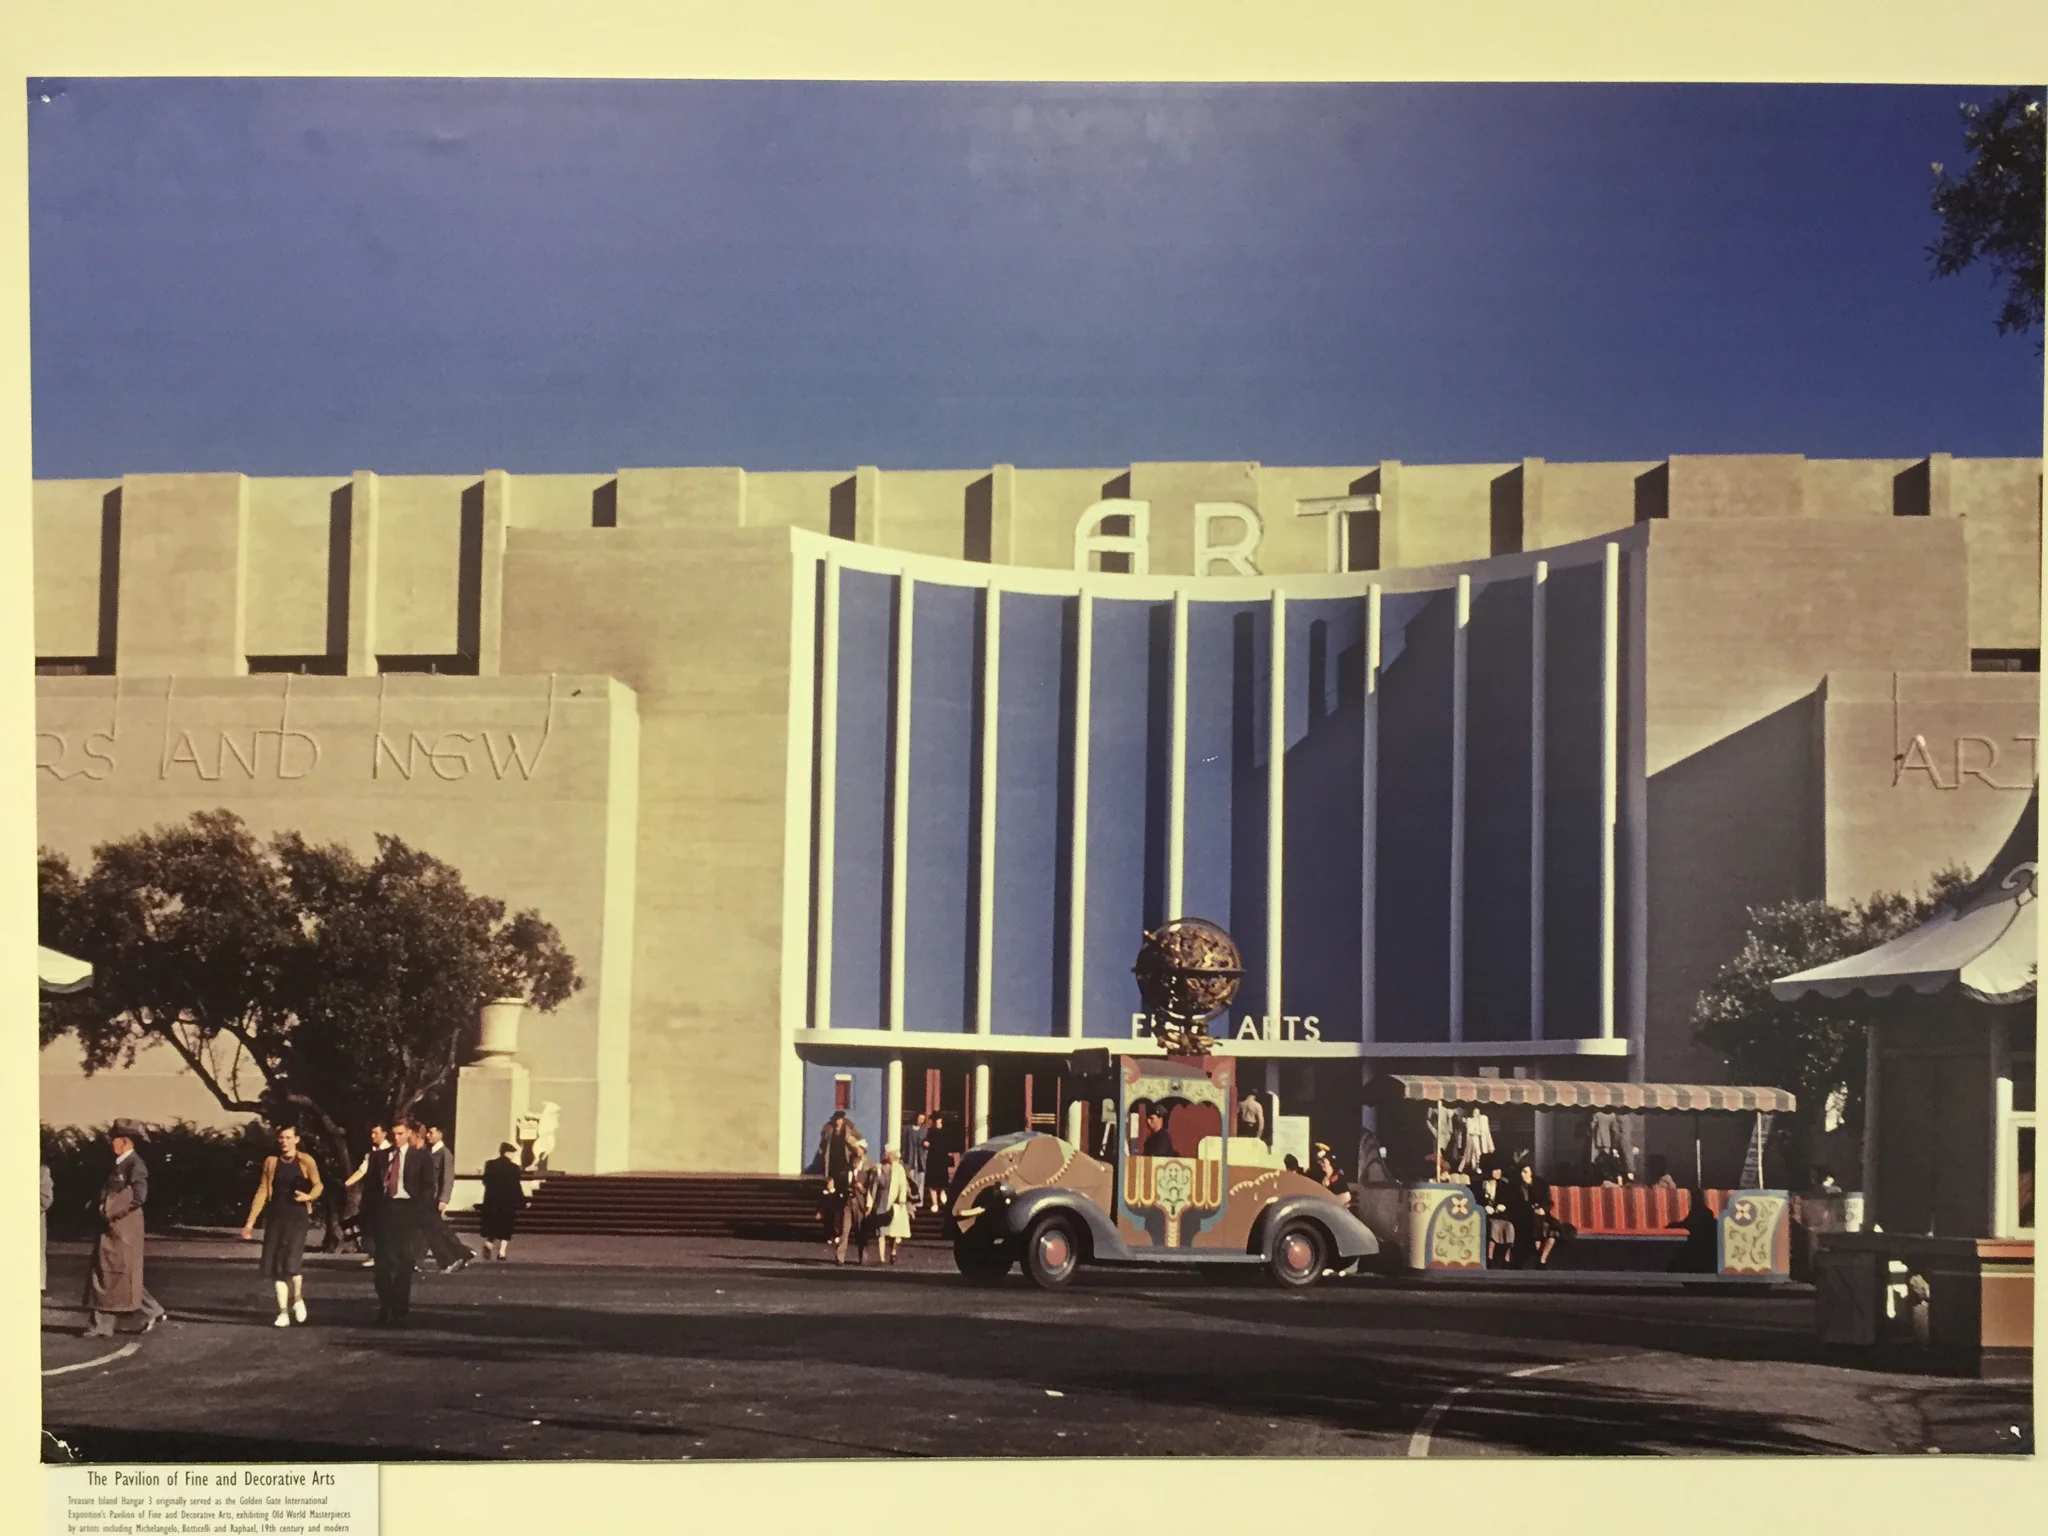 ART
RS AND NEW
ART
ARTS
10¢
The Pavilion of Fine and Decorative Arts
Treasure Island Hangar 3 originally served as the Golden Gate International
Exposition's Pavilion of Fine and Decorative Arts, exhibiting Old World Masterpieces
by artists including Michelangelo, Botticelli and Raphael, 19th century and modern